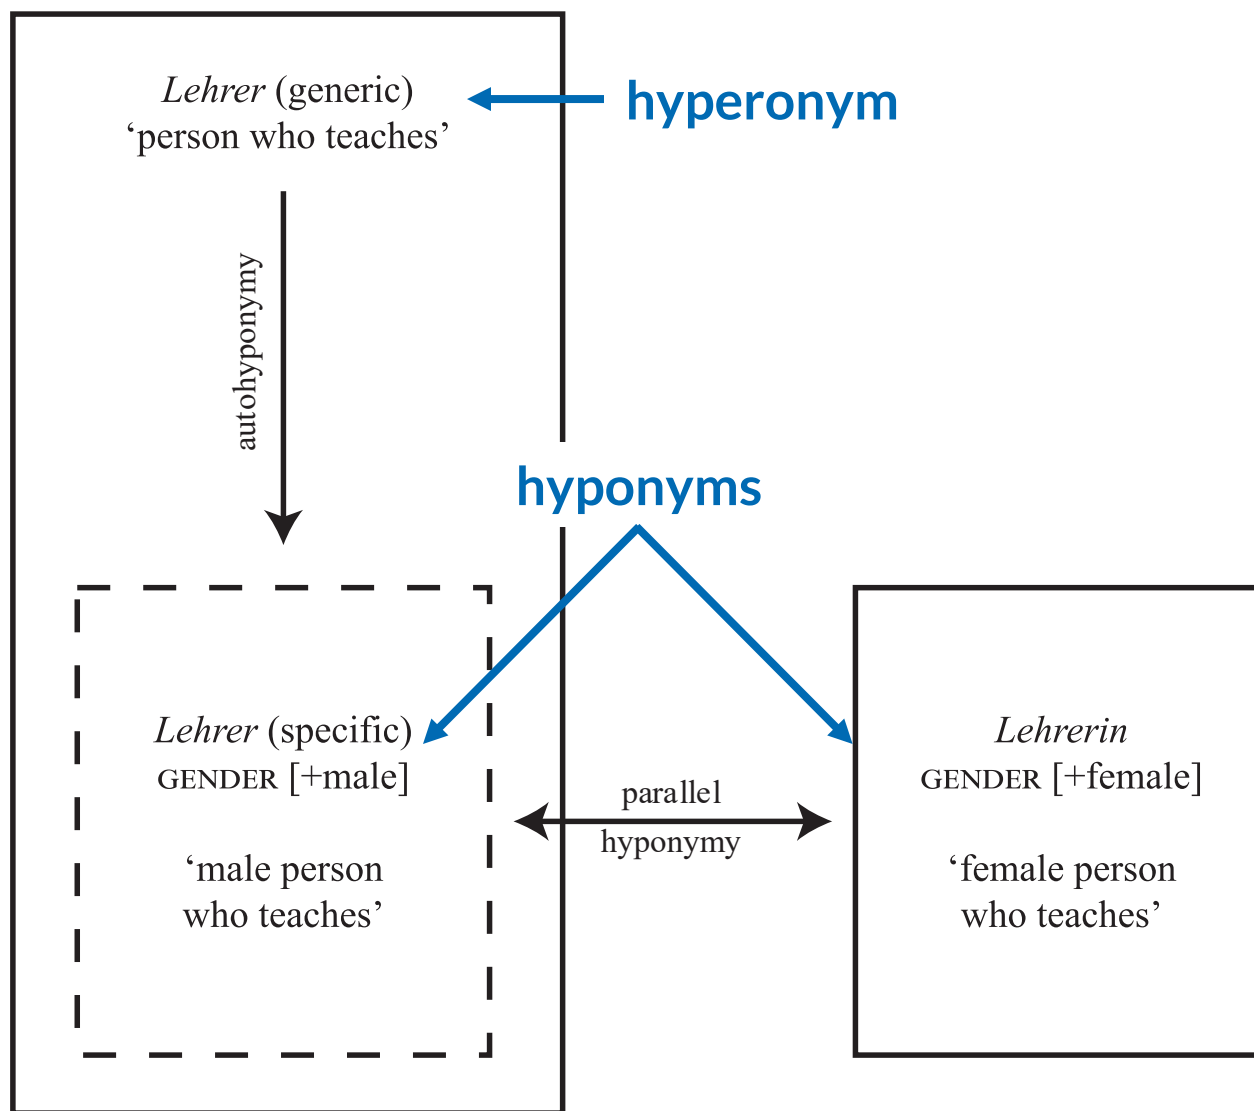 Lehrer (generic)
‘person who teaches’
hyperonym
autohyponymy
hyponyms
Lehrer (specific)
GENDER [+male]
‘male person
who teaches’
parallel
hyponymy
Lehrerin
GENDER [+female]
‘female person
who teaches’